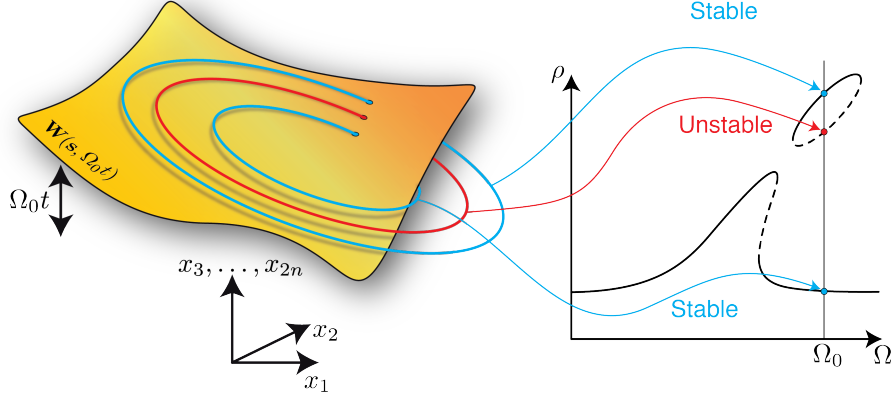 Stable
ρ
Unstable
W(s, Ω₀t)
Ω₀t
x₃, . . . , x₂ₙ
Stable
x₂
x₁
Ω₀
Ω